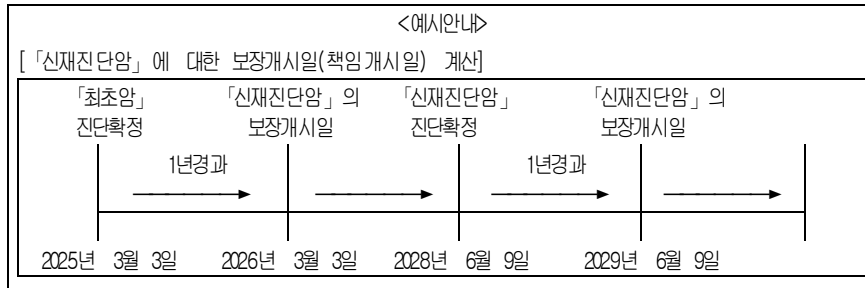 <예시안내>
[「신재진단암」에 대한 보장개시일(책임개시일) 계산]
「최초암」 「신재진단암」의 「신재진단암」 「신재진단암」의
진단확정 보장개시일 진단확정 보장개시일
1년경과 1년경과
2025년 3월 3일 2026년 3월 3일 2028년 6월 9일 2029년 6월 9일